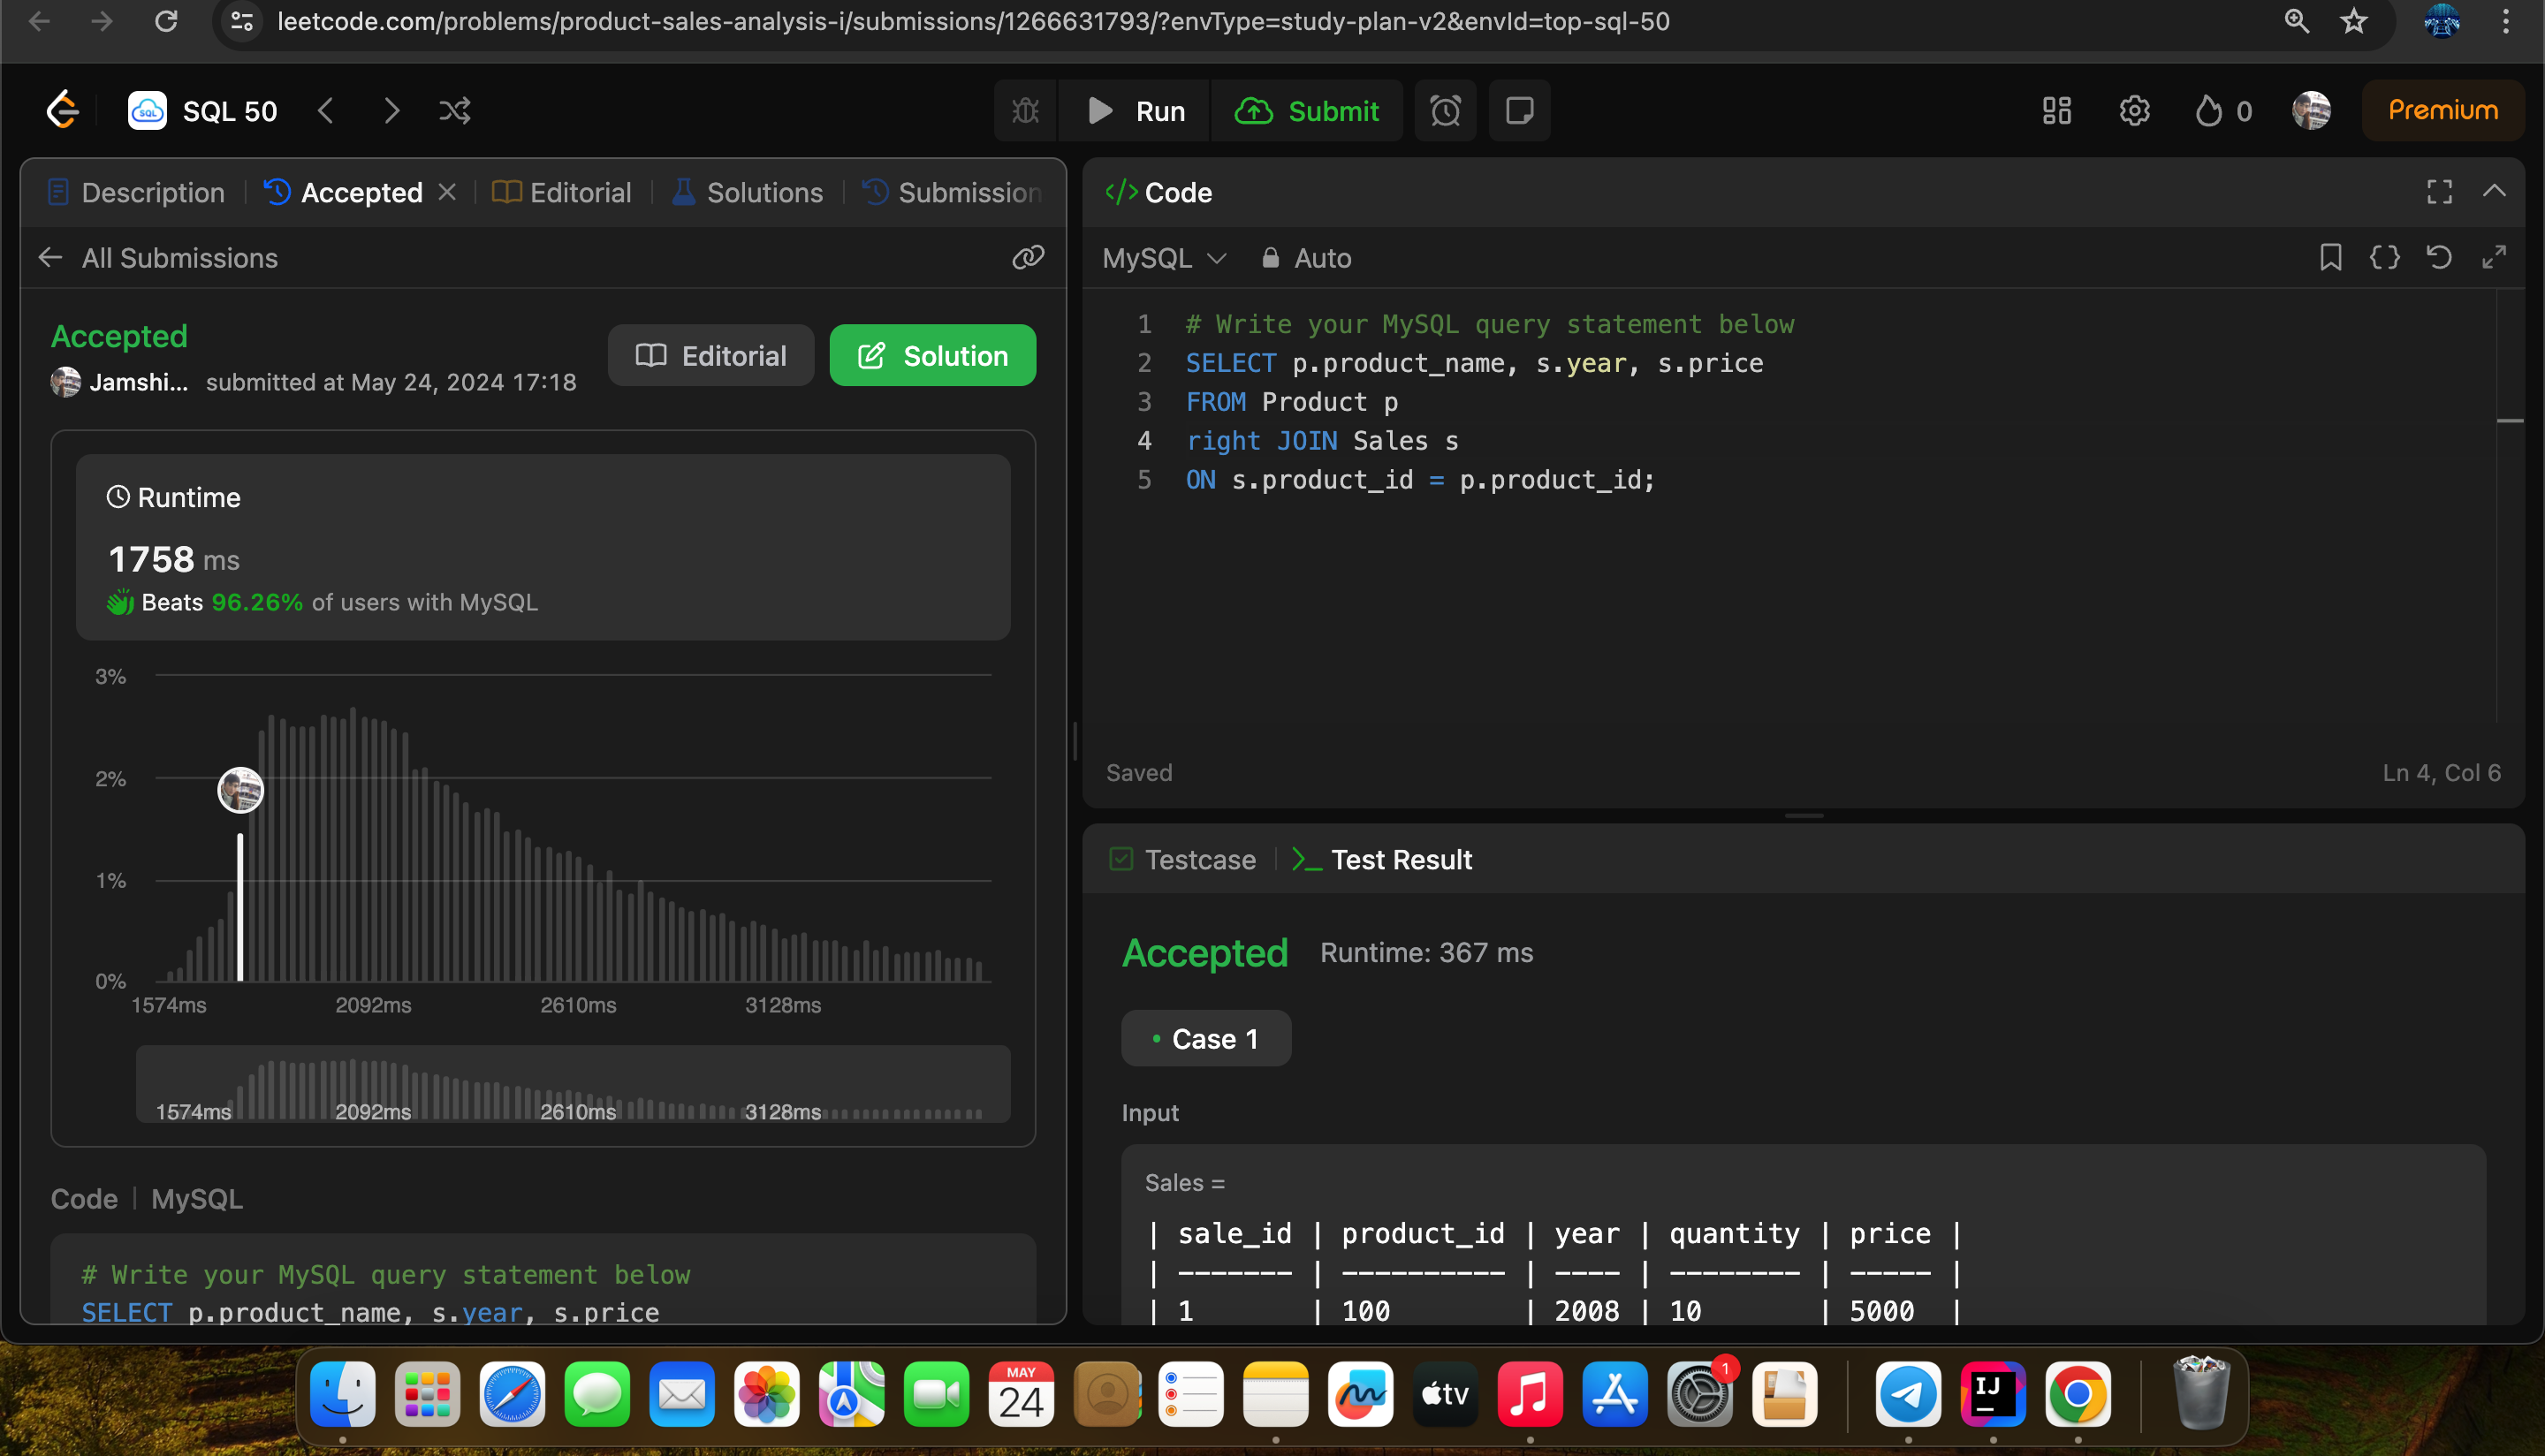 leetcode.com/problems/product-sales-analysis-i/submissions/1266631793/?envType=study-plan-v2&envId=top-sql-50
SQL 50
Run
Submit
0
Premium
Description
Accepted
Editorial
Solutions
Submission
All Submissions
Accepted
Jamshi... submitted at May 24, 2024 17:18
Editorial
Solution
Runtime
1758 ms
Beats 96.26% of users with MySQL
3%
2%
1%
0%
1574ms 2092ms 2610ms 3128ms
1574ms 2092ms 2610ms 3128ms
Code | MySQL
# Write your MySQL query statement below
SELECT p.product_name, s.year, s.price
</> Code
MySQL Auto
1 # Write your MySQL query statement below
2 SELECT p.product_name, s.year, s.price
3 FROM Product p
4 right JOIN Sales s
5 ON s.product_id = p.product_id;
Saved
Ln 4, Col 6
Testcase
Test Result
Accepted Runtime: 367 ms
Case 1
Input
Sales =
| sale_id | product_id | year | quantity | price |
| ------- | ---------- | ---- | -------- | ----- |
| 1 | 100 | 2008 | 10 | 5000 |
MAY
24
tv
1
IJ